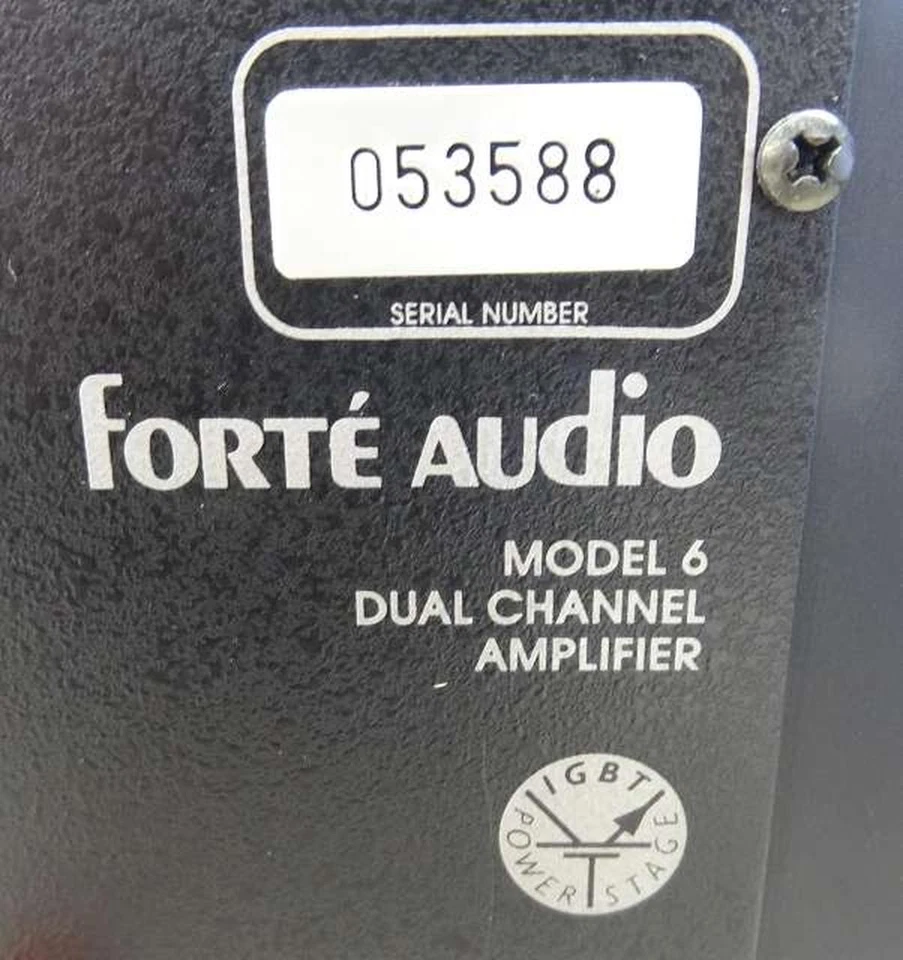 053588
SERIAL NUMBER
forté audio
MODEL 6
DUAL CHANNEL
AMPLIFIER
IGBT
POWER STAGE